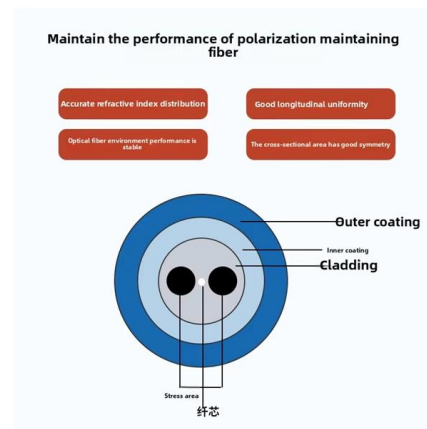 Maintain the performance of polarization maintaining
fiber
Accurate refractive index distribution
Good longitudinal uniformity
Optical fiber environment performance is
stable
The cross-sectional area has good symmetry
Outer coating
Inner coating
Cladding
Stress area
纤芯